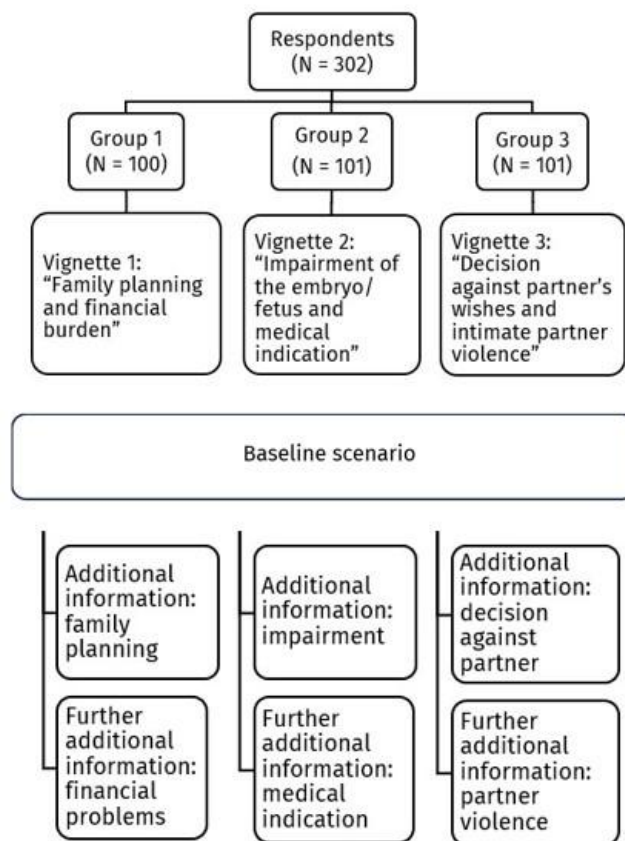 Respondents
(N = 302)
Group 1
(N = 100)
Group 2
(N = 101)
Group 3
(N = 101)
Vignette 1:
“Family planning
and financial
burden”
Vignette 2:
“Impairment of
the embryo/
fetus and
medical
indication”
Vignette 3:
“Decision
against partner’s
wishes and
intimate partner
violence”
Baseline scenario
Additional
information:
family
planning
Additional
information:
impairment
Additional
information:
decision
against
partner
Further
additional
information:
financial
problems
Further
additional
information:
medical
indication
Further
additional
information:
partner
violence